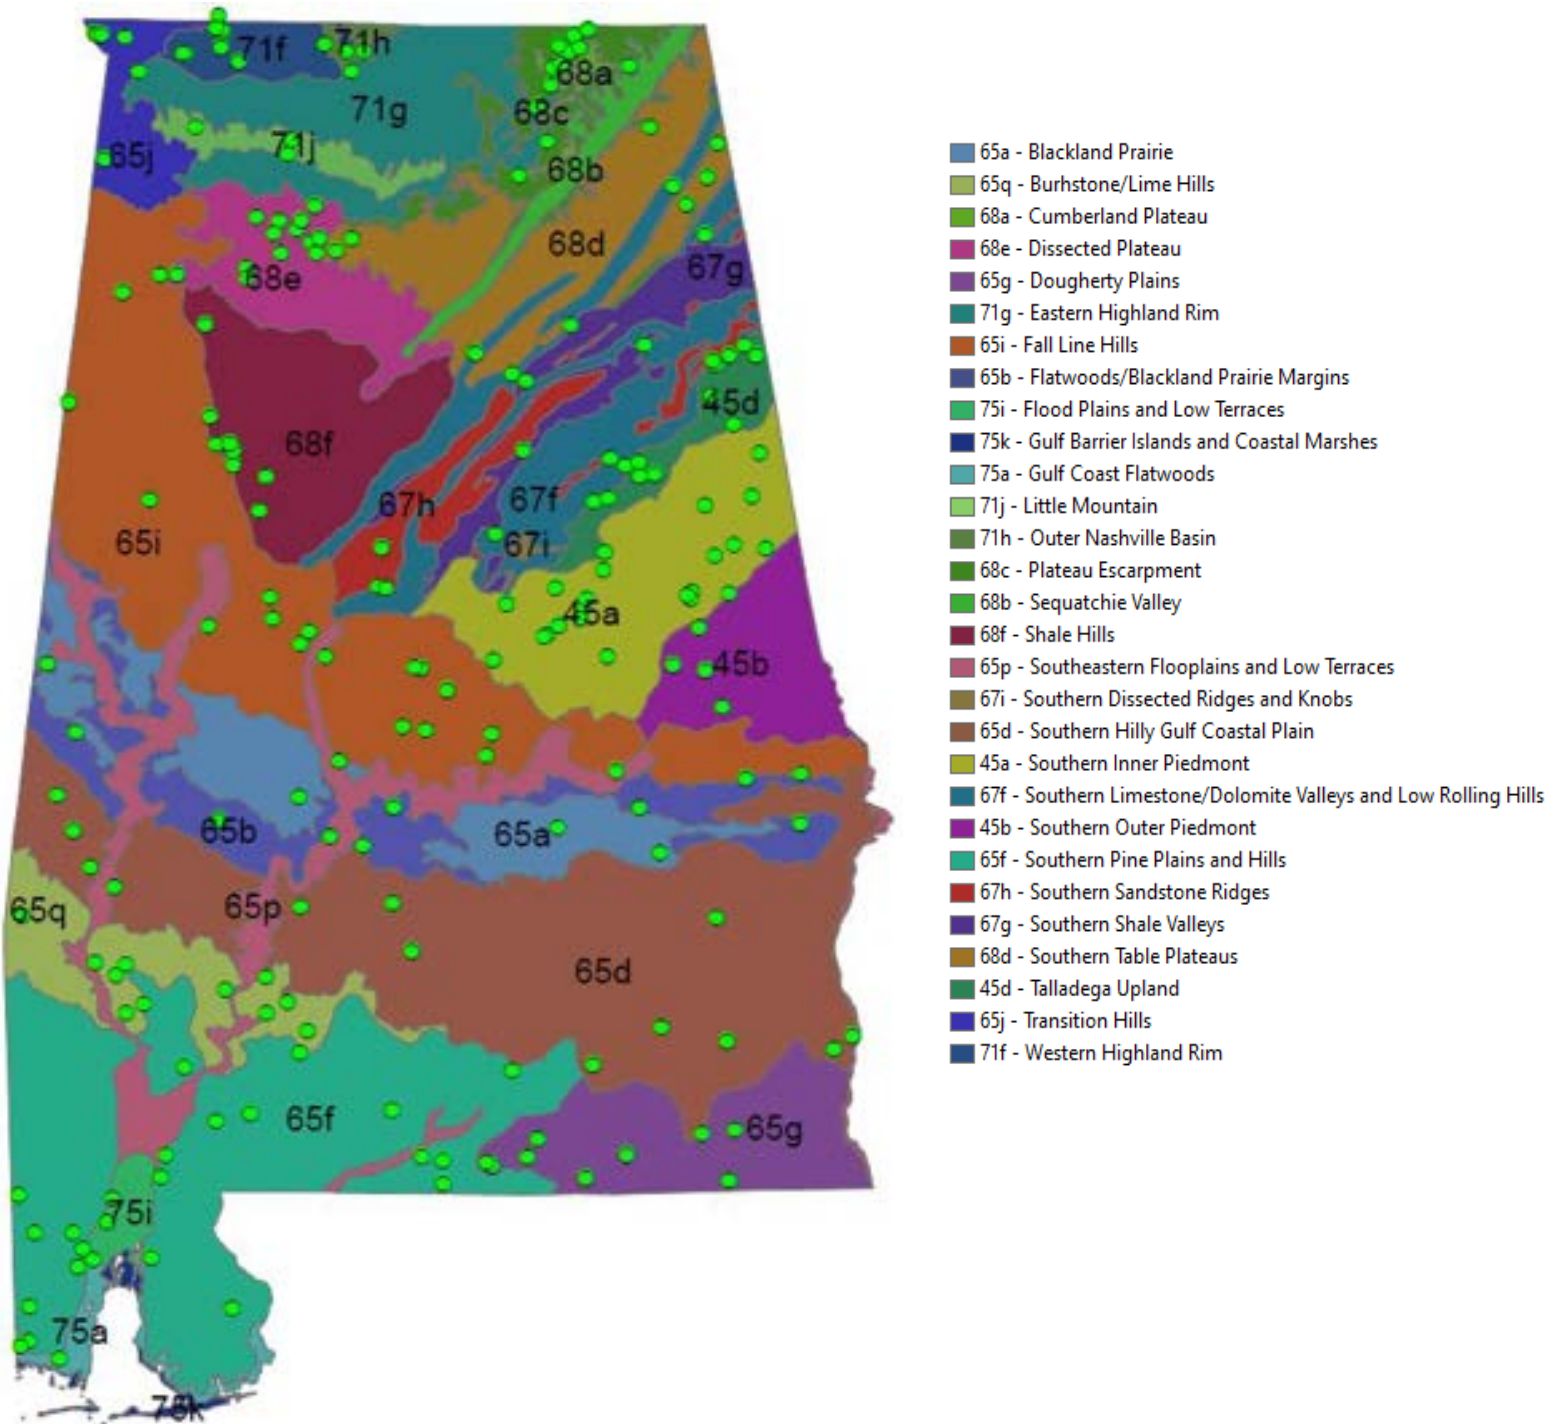 71f
71h
68a
71g
68c
71j
65j
68b
68d
67g
68e
45d
68f
67h
67f
65i
67i
45a
45b
65b
65a
65q
65p
65d
65f
65g
75i
75a
75k
65a - Blackland Prairie
65q - Burhstone/Lime Hills
68a - Cumberland Plateau
68e - Dissected Plateau
65g - Dougherty Plains
71g - Eastern Highland Rim
65i - Fall Line Hills
65b - Flatwoods/Blackland Prairie Margins
75i - Flood Plains and Low Terraces
75k - Gulf Barrier Islands and Coastal Marshes
75a - Gulf Coast Flatwoods
71j - Little Mountain
71h - Outer Nashville Basin
68c - Plateau Escarpment
68b - Sequatchie Valley
68f - Shale Hills
65p - Southeastern Flooplains and Low Terraces
67i - Southern Dissected Ridges and Knobs
65d - Southern Hilly Gulf Coastal Plain
45a - Southern Inner Piedmont
67f - Southern Limestone/Dolomite Valleys and Low Rolling Hills
45b - Southern Outer Piedmont
65f - Southern Pine Plains and Hills
67h - Southern Sandstone Ridges
67g - Southern Shale Valleys
68d - Southern Table Plateaus
45d - Talladega Upland
65j - Transition Hills
71f - Western Highland Rim